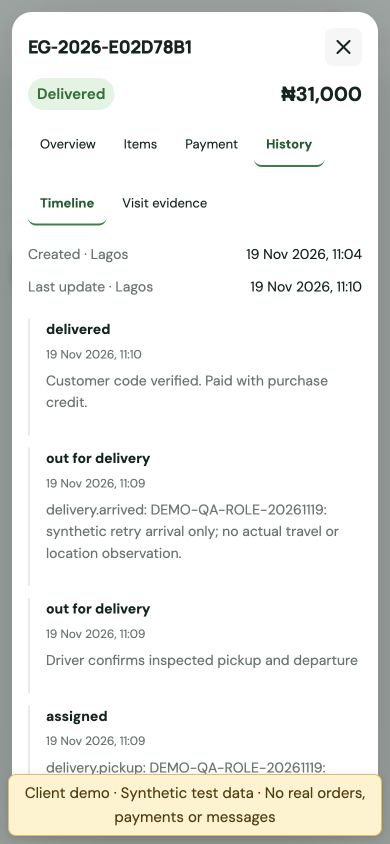 EG-2026-E02D78B1
Delivered
₦31,000
Overview Items Payment History
Timeline Visit evidence
Created · Lagos 19 Nov 2026, 11:04
Last update · Lagos 19 Nov 2026, 11:10
delivered
19 Nov 2026, 11:10
Customer code verified. Paid with purchase
credit.
out for delivery
19 Nov 2026, 11:09
delivery.arrived: DEMO-QA-ROLE-20261119:
synthetic retry arrival only; no actual travel or
location observation.
out for delivery
19 Nov 2026, 11:09
Driver confirms inspected pickup and departure
assigned
19 Nov 2026, 11:09
delivery.pickup: DEMO-QA-ROLE-20261119:
Client demo · Synthetic test data · No real orders,
payments or messages